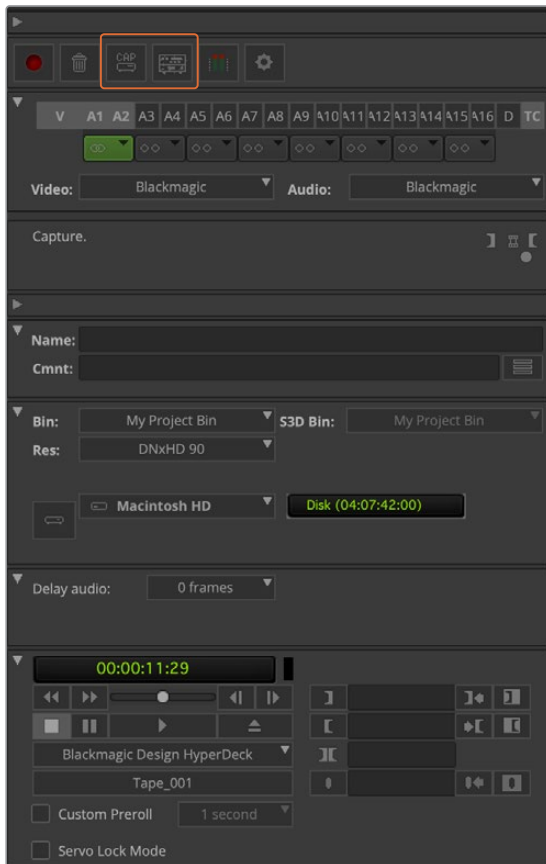 CAP
V A1 A2 A3 A4 A5 A6 A7 A8 A9 A10 A11 A12 A13 A14 A15 A16 D TC
Video: Blackmagic Audio: Blackmagic
Capture.
Name:
Cmnt:
Bin: My Project Bin S3D Bin: My Project Bin
Res: DNxHD 90
Macintosh HD Disk (04:07:42:00)
Delay audio: 0 frames
00:00:11:29
Blackmagic Design HyperDeck
Tape_001
Custom Preroll 1 second
Servo Lock Mode